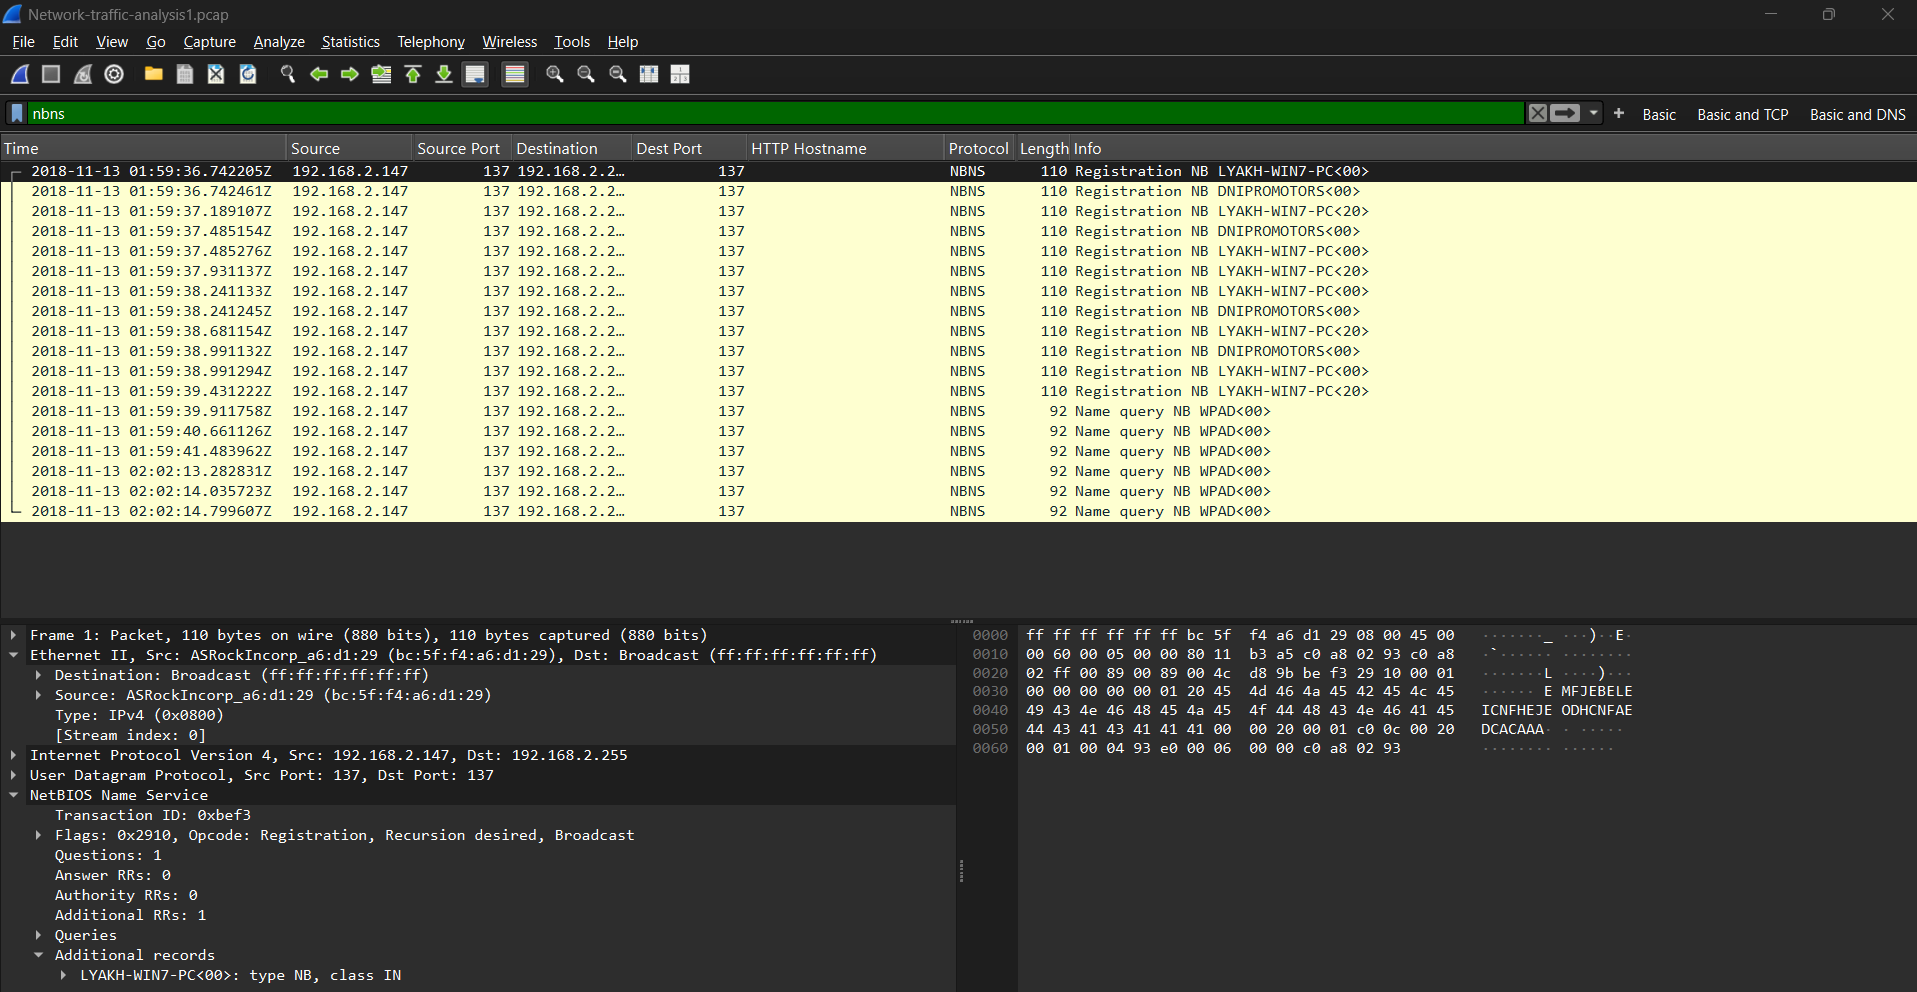 Network-traffic-analysis1.pcap
File Edit View Go Capture Analyze Statistics Telephony Wireless Tools Help
nbns + Basic Basic and TCP Basic and DNS
Time Source Source Port Destination Dest Port HTTP Hostname Protocol Length Info
2018-11-13 01:59:36.742205Z 192.168.2.147 137 192.168.2.2… 137 NBNS 110 Registration NB LYAKH-WIN7-PC<00>
2018-11-13 01:59:36.742461Z 192.168.2.147 137 192.168.2.2… 137 NBNS 110 Registration NB DNIPROMOTORS<00>
2018-11-13 01:59:37.189107Z 192.168.2.147 137 192.168.2.2… 137 NBNS 110 Registration NB LYAKH-WIN7-PC<20>
2018-11-13 01:59:37.485154Z 192.168.2.147 137 192.168.2.2… 137 NBNS 110 Registration NB DNIPROMOTORS<00>
2018-11-13 01:59:37.485276Z 192.168.2.147 137 192.168.2.2… 137 NBNS 110 Registration NB LYAKH-WIN7-PC<00>
2018-11-13 01:59:37.931137Z 192.168.2.147 137 192.168.2.2… 137 NBNS 110 Registration NB LYAKH-WIN7-PC<20>
2018-11-13 01:59:38.241133Z 192.168.2.147 137 192.168.2.2… 137 NBNS 110 Registration NB LYAKH-WIN7-PC<00>
2018-11-13 01:59:38.241245Z 192.168.2.147 137 192.168.2.2… 137 NBNS 110 Registration NB DNIPROMOTORS<00>
2018-11-13 01:59:38.681154Z 192.168.2.147 137 192.168.2.2… 137 NBNS 110 Registration NB LYAKH-WIN7-PC<20>
2018-11-13 01:59:38.991132Z 192.168.2.147 137 192.168.2.2… 137 NBNS 110 Registration NB DNIPROMOTORS<00>
2018-11-13 01:59:38.991294Z 192.168.2.147 137 192.168.2.2… 137 NBNS 110 Registration NB LYAKH-WIN7-PC<00>
2018-11-13 01:59:39.431222Z 192.168.2.147 137 192.168.2.2… 137 NBNS 110 Registration NB LYAKH-WIN7-PC<20>
2018-11-13 01:59:39.911758Z 192.168.2.147 137 192.168.2.2… 137 NBNS 92 Name query NB WPAD<00>
2018-11-13 01:59:40.661126Z 192.168.2.147 137 192.168.2.2… 137 NBNS 92 Name query NB WPAD<00>
2018-11-13 01:59:41.483962Z 192.168.2.147 137 192.168.2.2… 137 NBNS 92 Name query NB WPAD<00>
2018-11-13 02:02:13.282831Z 192.168.2.147 137 192.168.2.2… 137 NBNS 92 Name query NB WPAD<00>
2018-11-13 02:02:14.035723Z 192.168.2.147 137 192.168.2.2… 137 NBNS 92 Name query NB WPAD<00>
2018-11-13 02:02:14.799607Z 192.168.2.147 137 192.168.2.2… 137 NBNS 92 Name query NB WPAD<00>
Frame 1: Packet, 110 bytes on wire (880 bits), 110 bytes captured (880 bits)
Ethernet II, Src: ASRockIncorp_a6:d1:29 (bc:5f:f4:a6:d1:29), Dst: Broadcast (ff:ff:ff:ff:ff:ff)
Destination: Broadcast (ff:ff:ff:ff:ff:ff)
Source: ASRockIncorp_a6:d1:29 (bc:5f:f4:a6:d1:29)
Type: IPv4 (0x0800)
[Stream index: 0]
Internet Protocol Version 4, Src: 192.168.2.147, Dst: 192.168.2.255
User Datagram Protocol, Src Port: 137, Dst Port: 137
NetBIOS Name Service
Transaction ID: 0xbef3
Flags: 0x2910, Opcode: Registration, Recursion desired, Broadcast
Questions: 1
Answer RRs: 0
Authority RRs: 0
Additional RRs: 1
Queries
Additional records
LYAKH-WIN7-PC<00>: type NB, class IN
0000 ff ff ff ff ff ff bc 5f f4 a6 d1 29 08 00 45 00 ·······_ ···)··E·
0010 00 60 00 05 00 00 80 11 b3 a5 c0 a8 02 93 c0 a8 ·`······ ········
0020 02 ff 00 89 00 89 00 4c d8 9b be f3 29 10 00 01 ·······L ····)···
0030 00 00 00 00 00 01 20 45 4d 46 4a 45 42 45 4c 45 ······ E MFJEBELE
0040 49 43 4e 46 48 45 4a 45 4f 44 48 43 4e 46 41 45 ICNFHEJE ODHCNFAE
0050 44 43 41 43 41 41 41 00 00 20 00 01 c0 0c 00 20 DCACAAA· · ·····
0060 00 01 00 04 93 e0 00 06 00 00 c0 a8 02 93 ········ ······